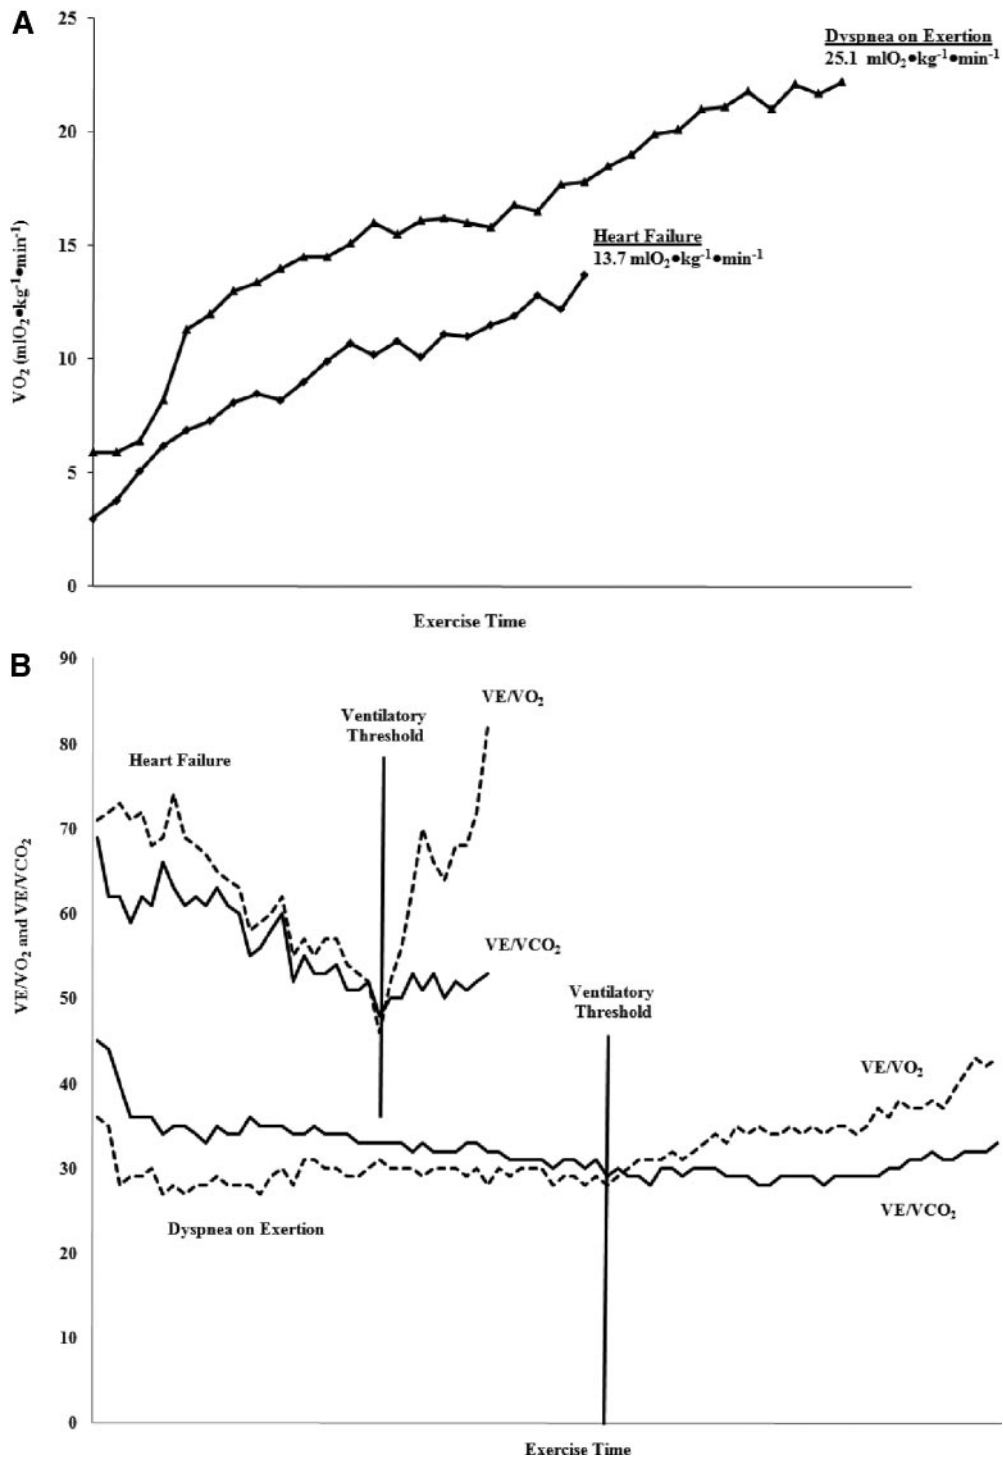 A
25
20
15
10
5
0
VO₂ (mlO₂•kg⁻¹•min⁻¹)
Dyspnea on Exertion
25.1 mlO₂•kg⁻¹•min⁻¹
Heart Failure
13.7 mlO₂•kg⁻¹•min⁻¹
Exercise Time
B
90
80
70
60
50
40
30
20
10
0
VE/VO₂ and VE/VCO₂
Heart Failure
Ventilatory
Threshold
VE/VO₂
VE/VCO₂
Ventilatory
Threshold
VE/VO₂
Dyspnea on Exertion
VE/VCO₂
Exercise Time